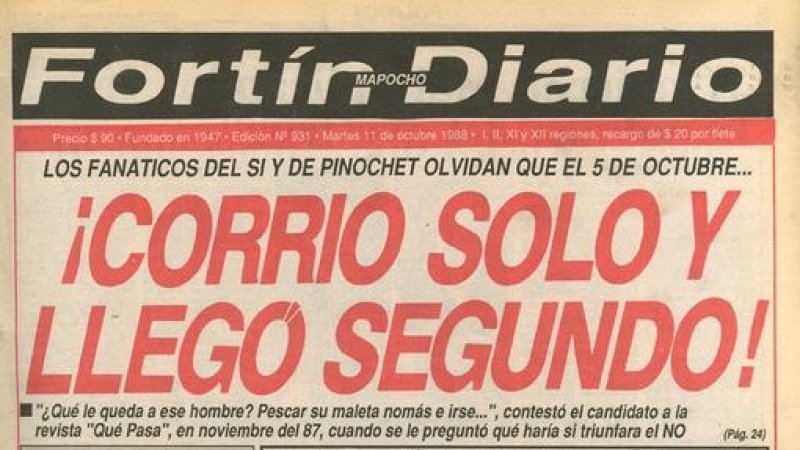 Fortín Diario
MAPOCHO
Precio $ 90 • Fundado en 1947 • Edición Nº 931 • Martes 11 de octubre 1988 • I, II, XI y XII regiones, recargo de $ 20 por flete
LOS FANATICOS DEL SI Y DE PINOCHET OLVIDAN QUE EL 5 DE OCTUBRE...
¡CORRIO SOLO Y
LLEGÓ SEGUNDO!
"¿Qué le queda a ese hombre? Pescar su maleta nomás e irse...", contestó el candidato a la
revista "Qué Pasa", en noviembre del 87, cuando se le preguntó qué haría si triunfara el NO
(Pág. 24)